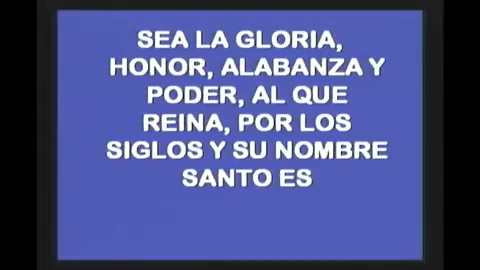 SEA LA GLORIA,
HONOR, ALABANZA Y
PODER, AL QUE
REINA, POR LOS
SIGLOS Y SU NOMBRE
SANTO ES